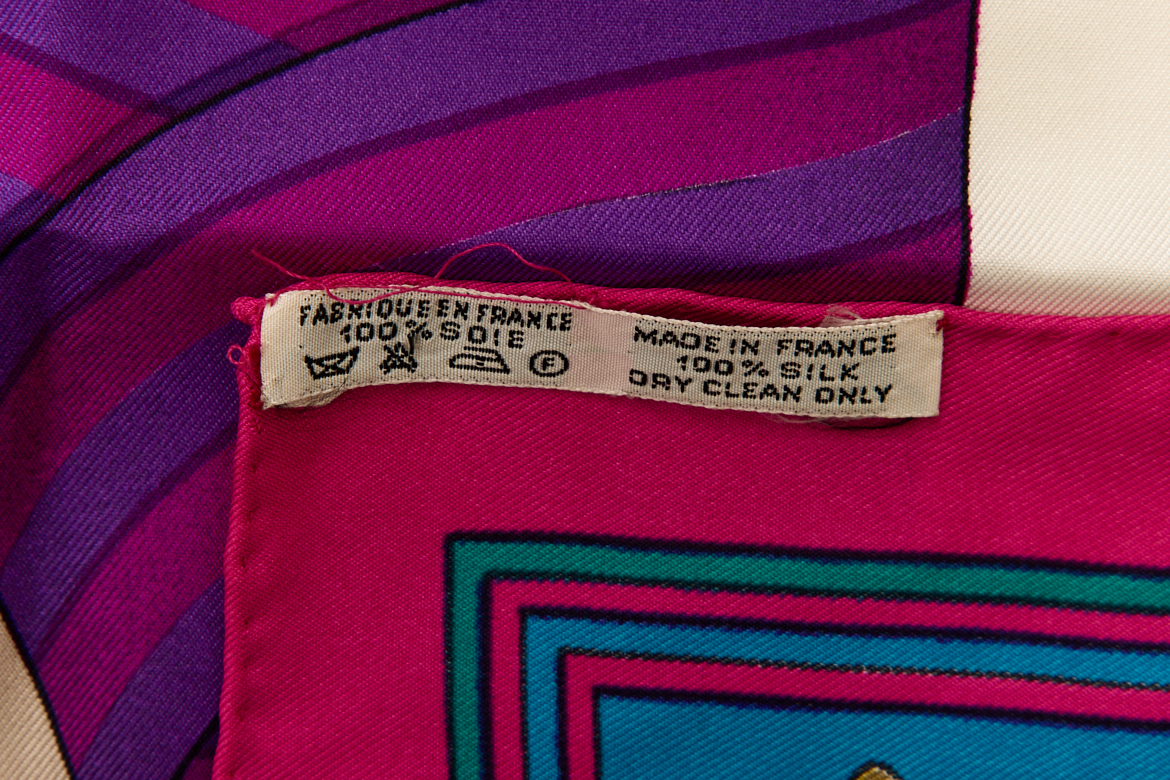 FABRIQUE EN FRANCE
100% SOIE
F
MADE IN FRANCE
100% SILK
DRY CLEAN ONLY